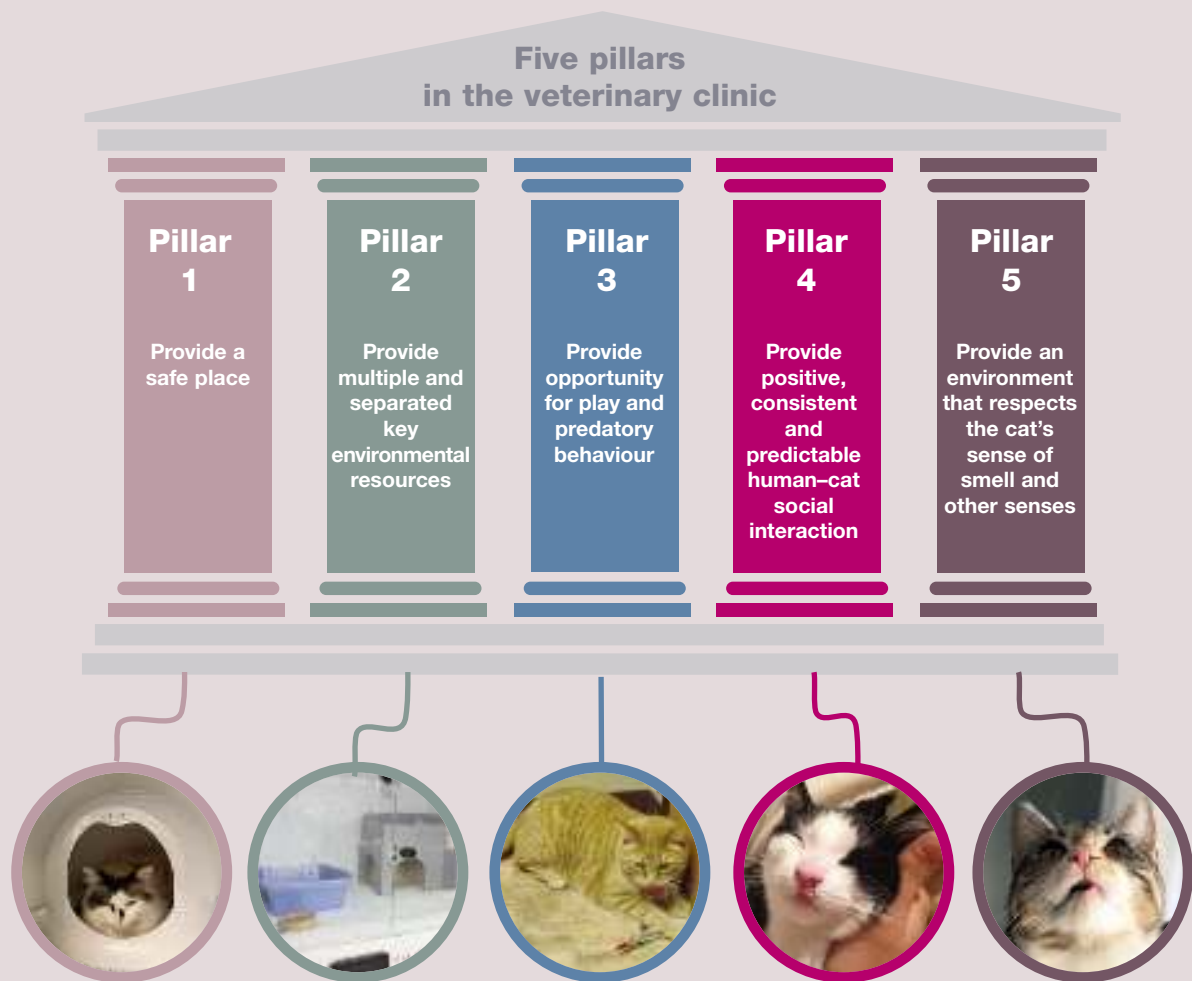 Five pillars
in the veterinary clinic
Pillar
1
Provide a
safe place
Pillar
2
Provide
multiple and
separated
key
environmental
resources
Pillar
3
Provide
opportunity
for play and
predatory
behaviour
Pillar
4
Provide
positive,
consistent
and
predictable
human–cat
social
interaction
Pillar
5
Provide an
environment
that respects
the cat’s
sense of
smell and
other senses